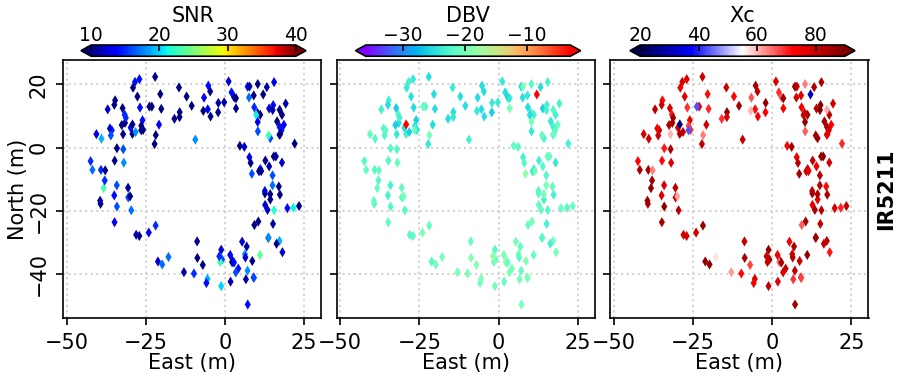 SNR DBV Xc
10 20 30 40 −30 −20 −10 20 40 60 80
20
0
−20
−40
North (m)
−50 −25 0 25 −50 −25 0 25 −50 −25 0 25
East (m) East (m) East (m)
IR5211